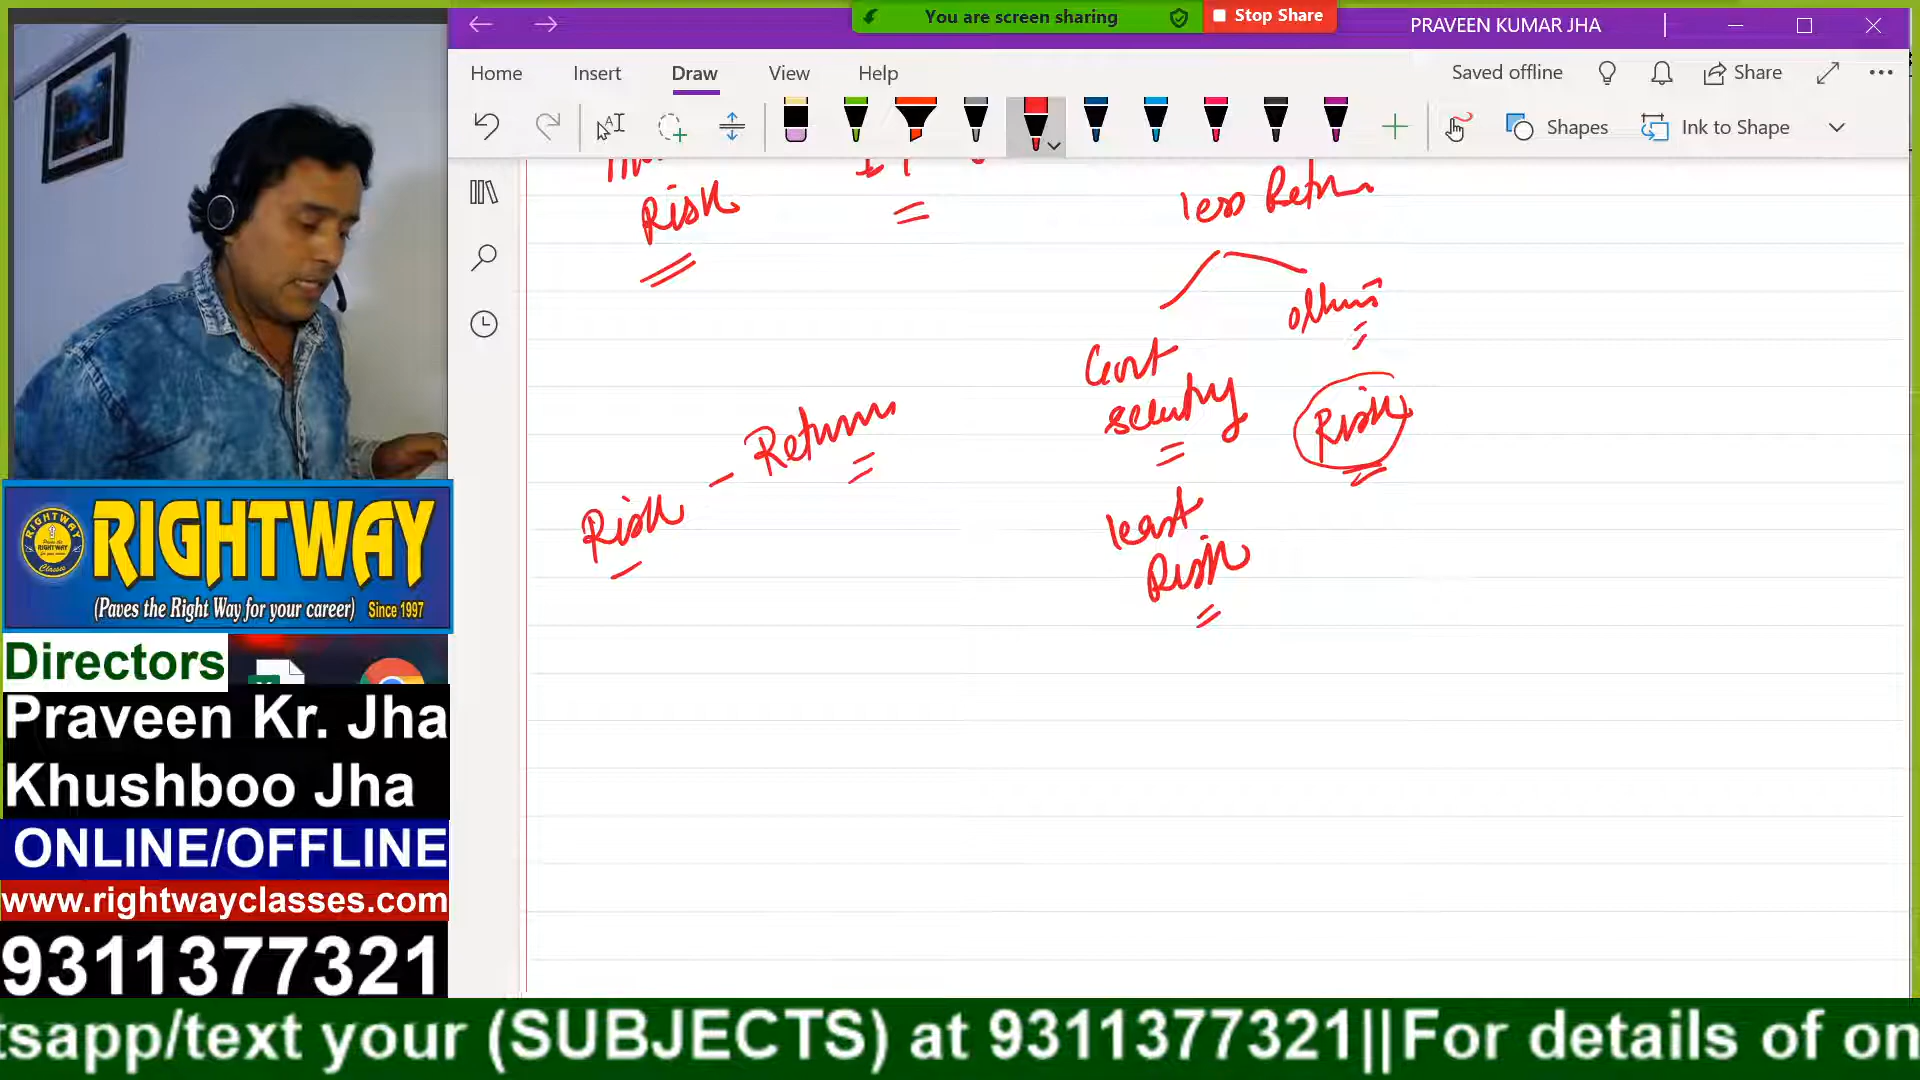 You are screen sharing
Stop Share
PRAVEEN KUMAR JHA
Home Insert Draw View Help
Saved offline
Share
Shapes
Ink to Shape
Risk
less Return
others
Govt
security
Risk
Risk - Return
least
Risk
RIGHTWAY
RIGHTWAY
(Paves the Right Way for your career) Since 1997
Directors
Praveen Kr. Jha
Khushboo Jha
ONLINE/OFFLINE
www.rightwayclasses.com
9311377321
tsapp/text your (SUBJECTS) at 9311377321||For details of on